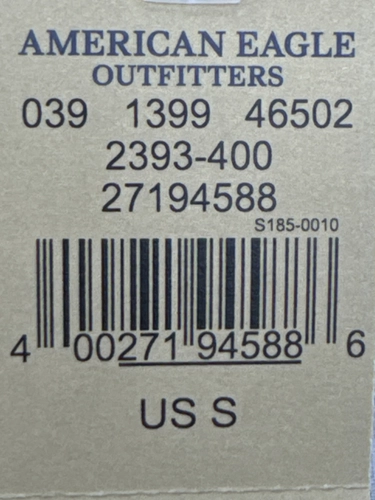 AMERICAN EAGLE
OUTFITTERS
039 1399 46502
2393-400
27194588
S185-0010
4 00271 94588 6
US S